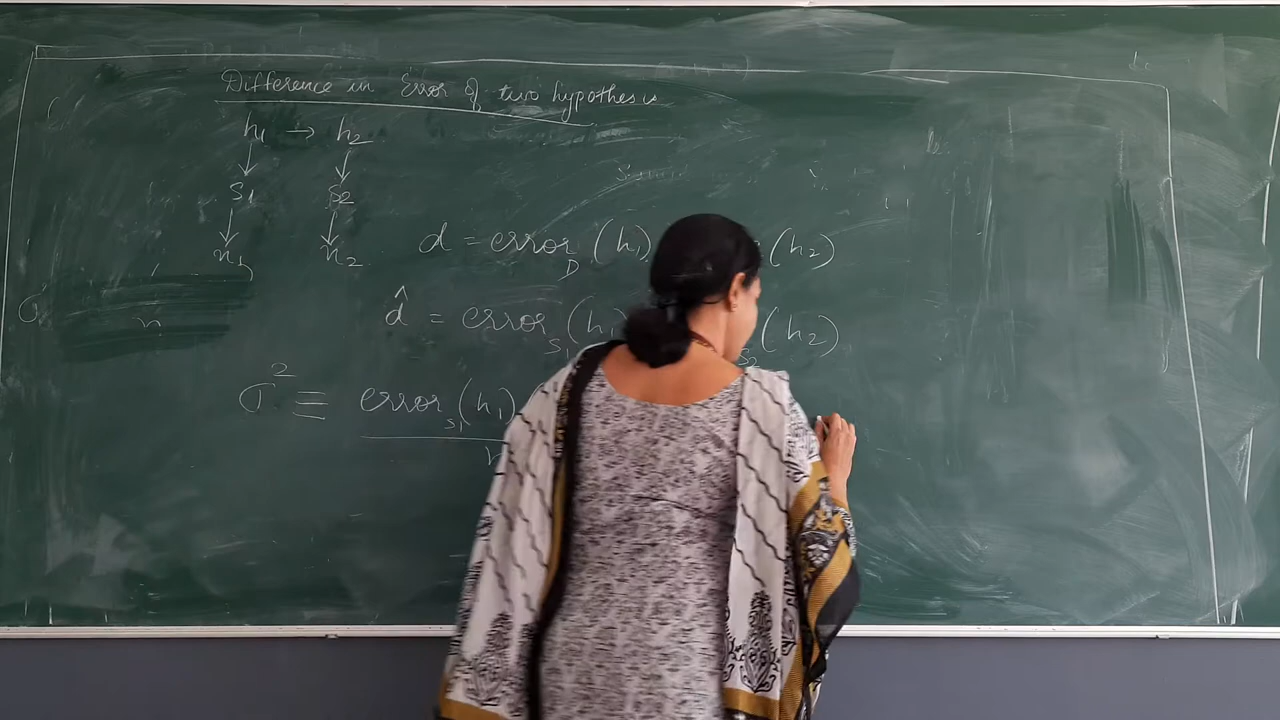 Difference in Error of two hypothesis
h₁ → h₂
↓ ↓
S₁ S₂
↓ ↓
n₁ n₂
d = error_D (h₁) (h₂)
d̂ = error_S₁ (h₁) S₂ (h₂)
σ² ≡ error_S₁ (h₁)
n